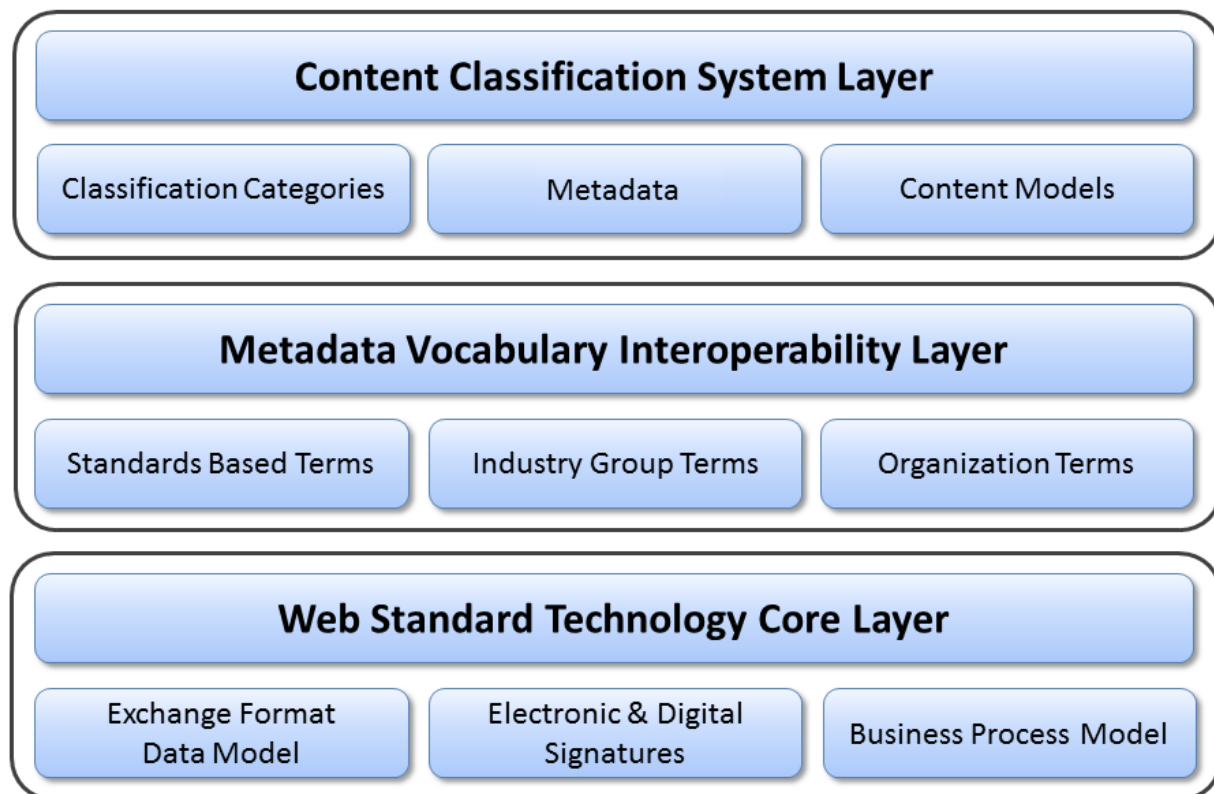 Content Classification System Layer
Classification Categories
Metadata
Content Models
Metadata Vocabulary Interoperability Layer
Standards Based Terms
Industry Group Terms
Organization Terms
Web Standard Technology Core Layer
Exchange Format
Data Model
Electronic & Digital
Signatures
Business Process Model